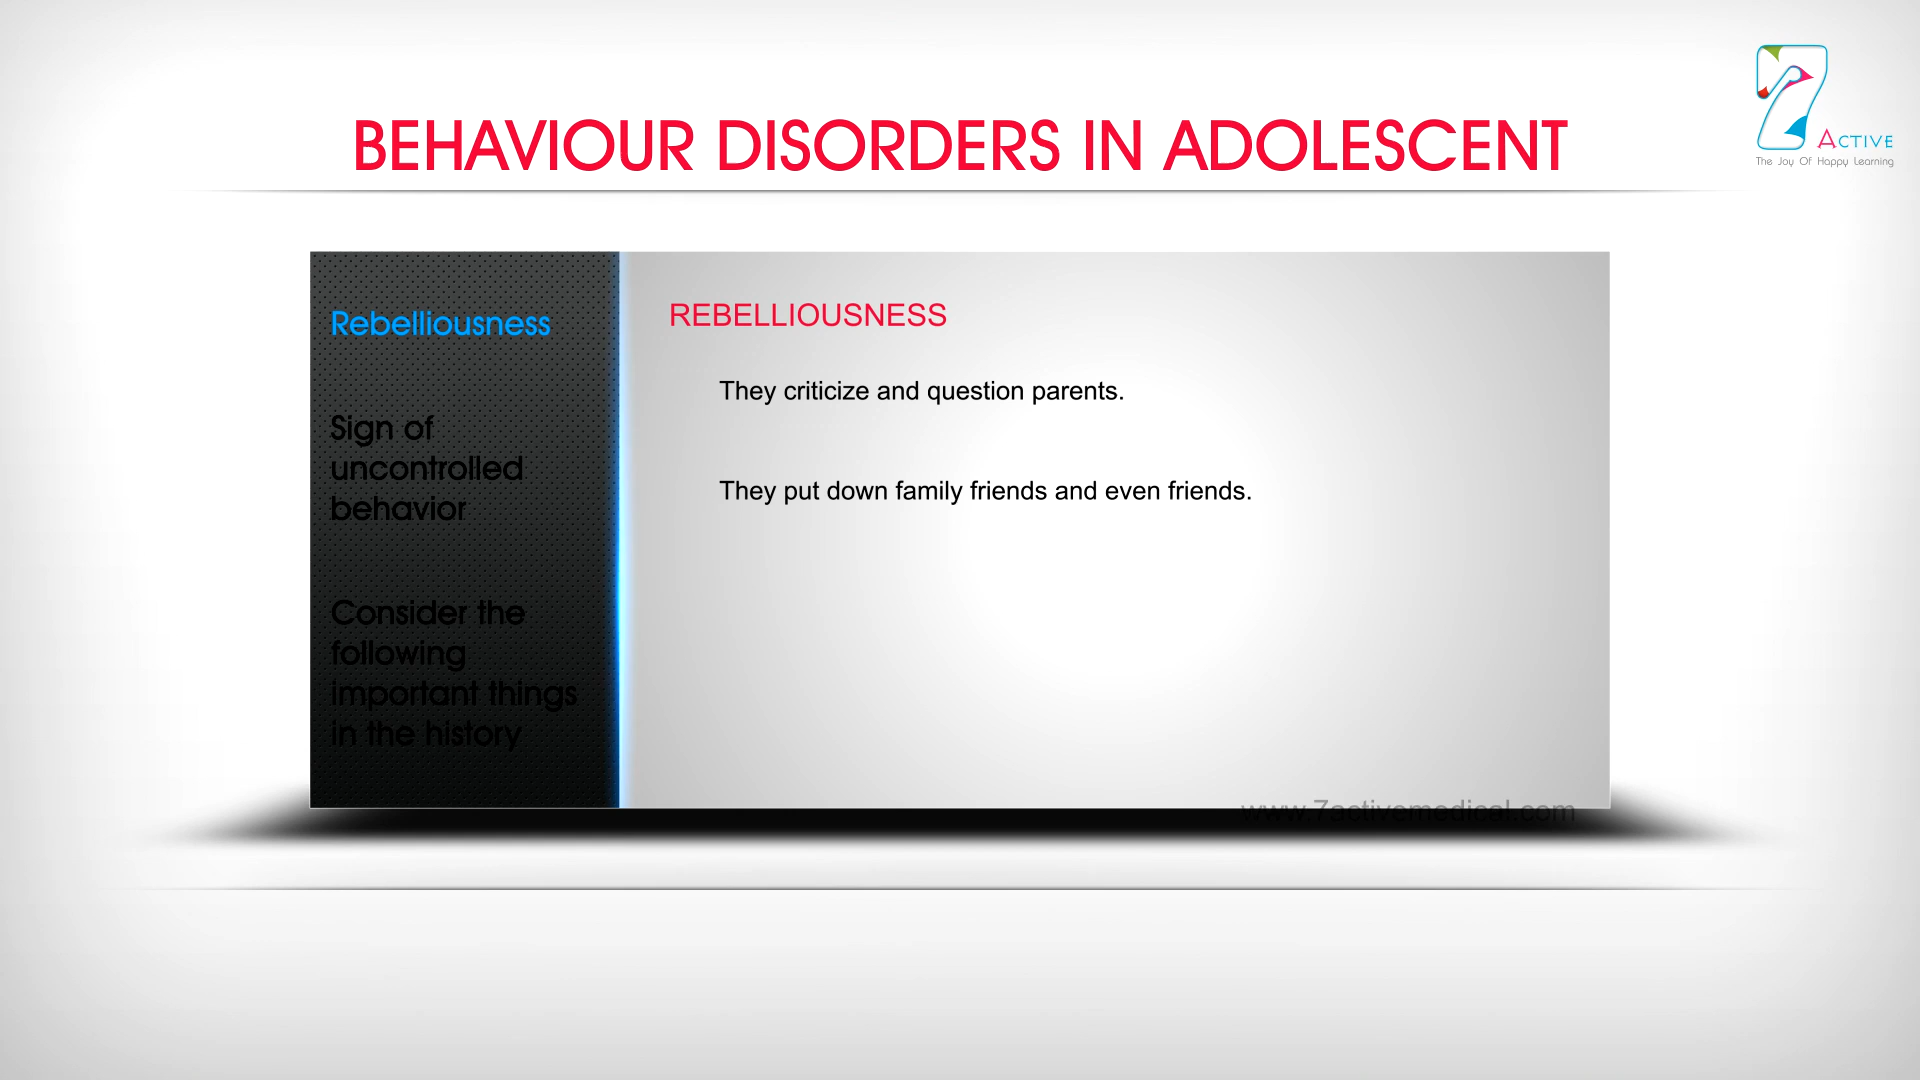 BEHAVIOUR DISORDERS IN ADOLESCENT
7 ACTIVE
The Joy Of Happy Learning
Rebelliousness
Sign of
uncontrolled
behavior
Consider the
following
important things
in the history
REBELLIOUSNESS
They criticize and question parents.
They put down family friends and even friends.
www.7activemedical.com